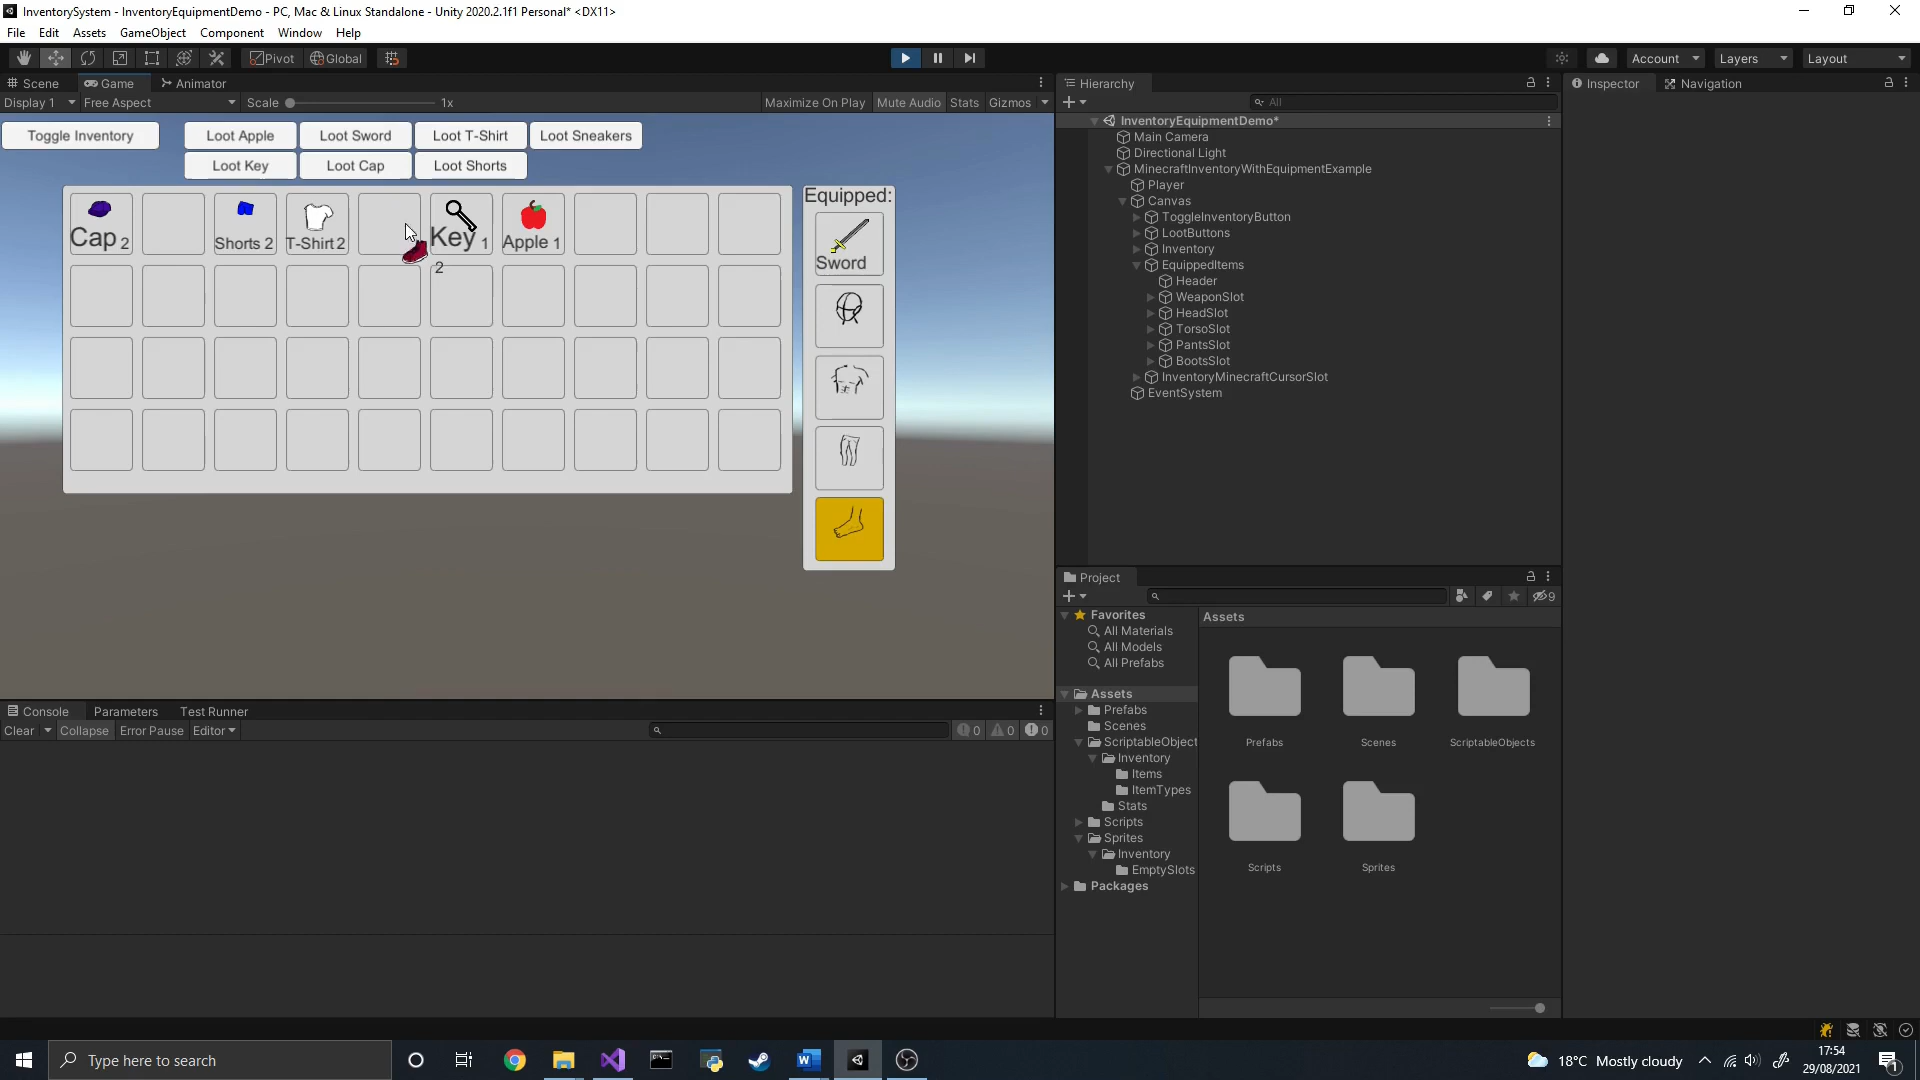 InventorySystem - InventoryEquipmentDemo - PC, Mac & Linux Standalone - Unity 2020.2.1f1 Personal* <DX11>
File Edit Assets GameObject Component Window Help
Pivot Global Account Layers Layout
Scene Game Animator
Display 1 Free Aspect Scale 1x Maximize On Play Mute Audio Stats Gizmos
Toggle Inventory Loot Apple Loot Sword Loot T-Shirt Loot Sneakers
Loot Key Loot Cap Loot Shorts
Cap 2 Shorts 2 T-Shirt 2 Key 1 Apple 1
2
Equipped:
Sword
Hierarchy
All
InventoryEquipmentDemo*
Main Camera
Directional Light
MinecraftInventoryWithEquipmentExample
Player
Canvas
ToggleInventoryButton
LootButtons
Inventory
EquippedItems
Header
WeaponSlot
HeadSlot
TorsoSlot
PantsSlot
BootsSlot
InventoryMinecraftCursorSlot
EventSystem
Inspector Navigation
Project
9
Favorites
All Materials
All Models
All Prefabs
Assets
Prefabs
Scenes
ScriptableObject
Inventory
Items
ItemTypes
Stats
Scripts
Sprites
Inventory
EmptySlots
Packages
Assets
Prefabs Scenes ScriptableObjects
Scripts Sprites
Console Parameters Test Runner
Clear Collapse Error Pause Editor 0 0 0
Type here to search
18°C Mostly cloudy
17:54
29/08/2021
1